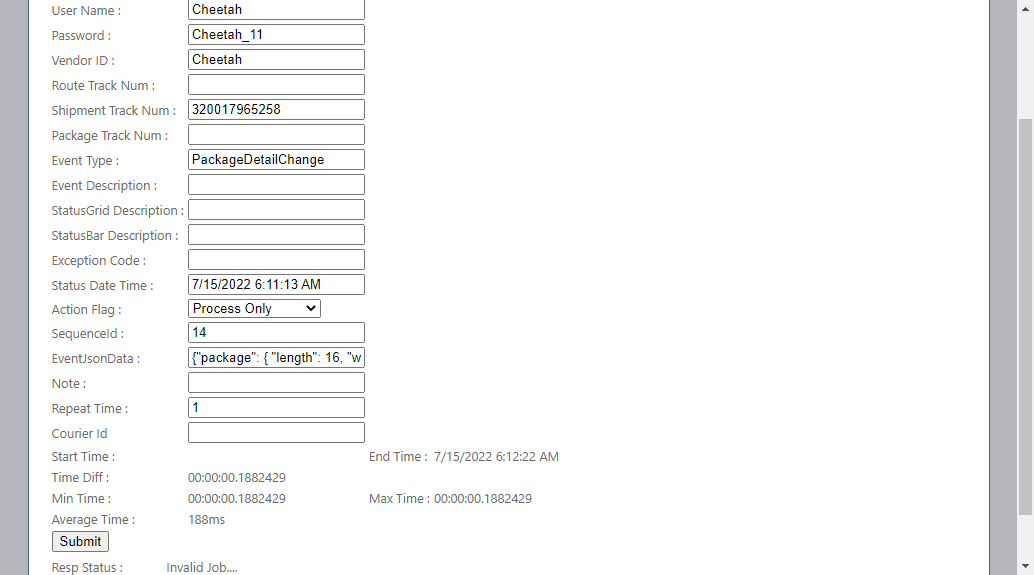 User Name : Cheetah
Password : Cheetah_11
Vendor ID : Cheetah
Route Track Num :
Shipment Track Num : 320017965258
Package Track Num :
Event Type : PackageDetailChange
Event Description :
StatusGrid Description :
StatusBar Description :
Exception Code :
Status Date Time : 7/15/2022 6:11:13 AM
Action Flag : Process Only
SequenceId : 14
EventJsonData : {"package": { "length": 16, "w
Note :
Repeat Time : 1
Courier Id
Start Time : End Time : 7/15/2022 6:12:22 AM
Time Diff : 00:00:00.1882429
Min Time : 00:00:00.1882429 Max Time : 00:00:00.1882429
Average Time : 188ms
Submit
Resp Status : Invalid Job....